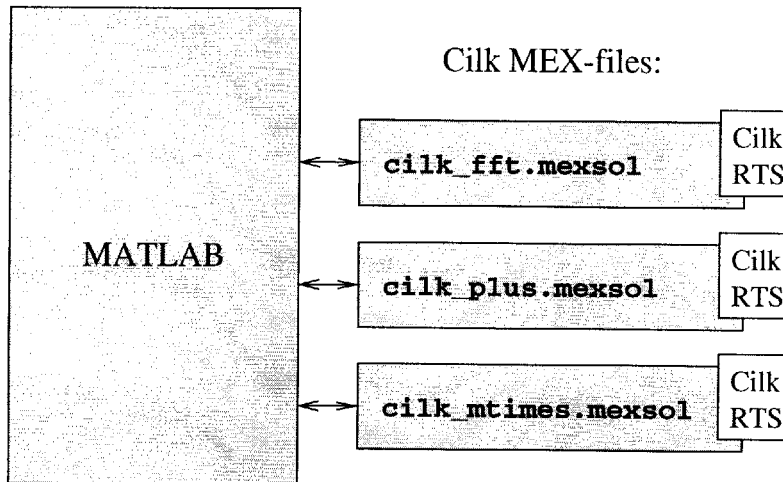 Cilk MEX-files:
MATLAB
cilk_fft.mexsol
Cilk
RTS
cilk_plus.mexsol
Cilk
RTS
cilk_mtimes.mexsol
Cilk
RTS